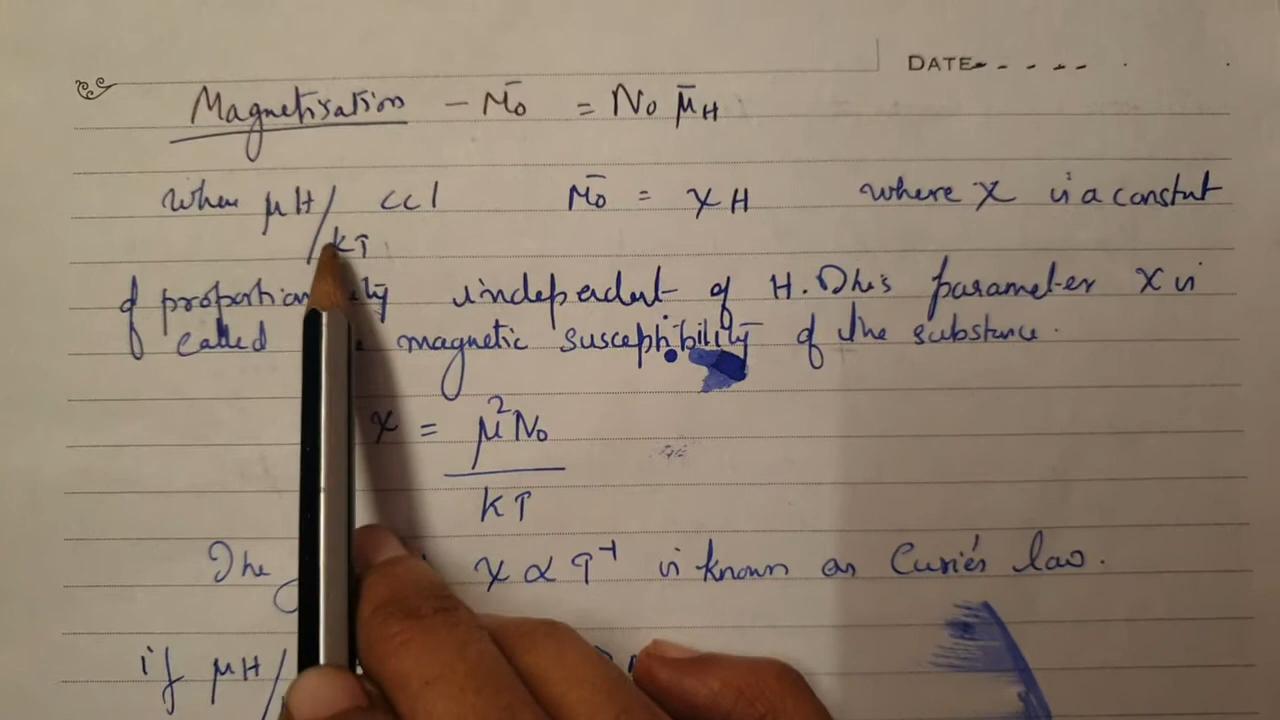 DATE
Magnetisation - M̄o = No μ̄H
when μH/kT <<1 M̄o = χH where χ is a constant
of proportionality independent of H. This parameter χ is
called magnetic susceptibility of the substance.
χ = μ²No
kT
The χ ∝ T⁻¹ is known as Curie's law.
if μH/